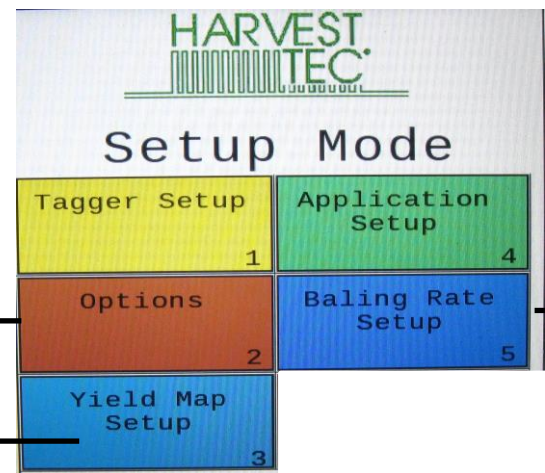 HARVEST
TEC
Setup Mode
Tagger Setup
1
Application
Setup
4
Options
2
Baling Rate
Setup
5
Yield Map
Setup
3